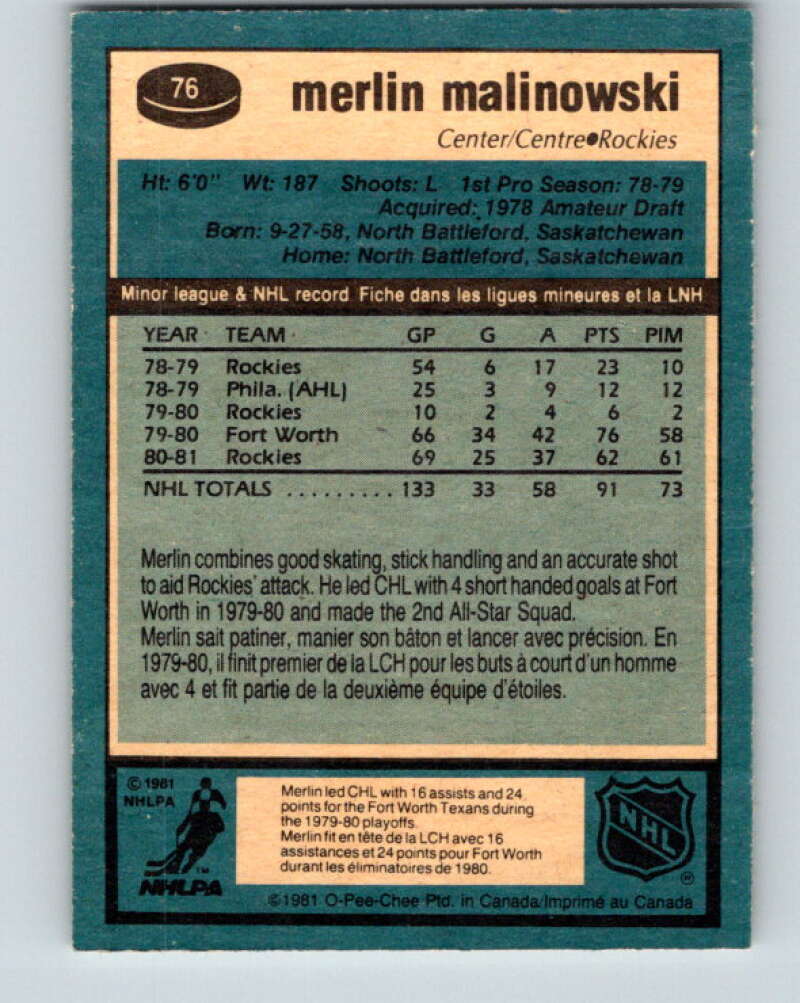 76
merlin malinowski
Center/Centre●Rockies
Ht: 6'0" Wt: 187 Shoots: L 1st Pro Season: 78-79
Acquired: 1978 Amateur Draft
Born: 9-27-58, North Battleford, Saskatchewan
Home: North Battleford, Saskatchewan
Minor league & NHL record Fiche dans les ligues mineures et la LNH
YEAR TEAM GP G A PTS PIM
78-79 Rockies 54 6 17 23 10
78-79 Phila. (AHL) 25 3 9 12 12
79-80 Rockies 10 2 4 6 2
79-80 Fort Worth 66 34 42 76 58
80-81 Rockies 69 25 37 62 61
NHL TOTALS .......... 133 33 58 91 73
Merlin combines good skating, stick handling and an accurate shot
to aid Rockies' attack. He led CHL with 4 short handed goals at Fort
Worth in 1979-80 and made the 2nd All-Star Squad.
Merlin sait patiner, manier son bâton et lancer avec précision. En
1979-80, il finit premier de la LCH pour les buts à court d'un homme
avec 4 et fit partie de la deuxième équipe d'étoiles.
© 1981
NHLPA
NHLPA
TM
Merlin led CHL with 16 assists and 24
points for the Fort Worth Texans during
the 1979-80 playoffs.
Merlin fit en tête de la LCH avec 16
assistances et 24 points pour Fort Worth
durant les éliminatoires de 1980.
NHL
©1981 O-Pee-Chee Ptd. in Canada/Imprimé au Canada